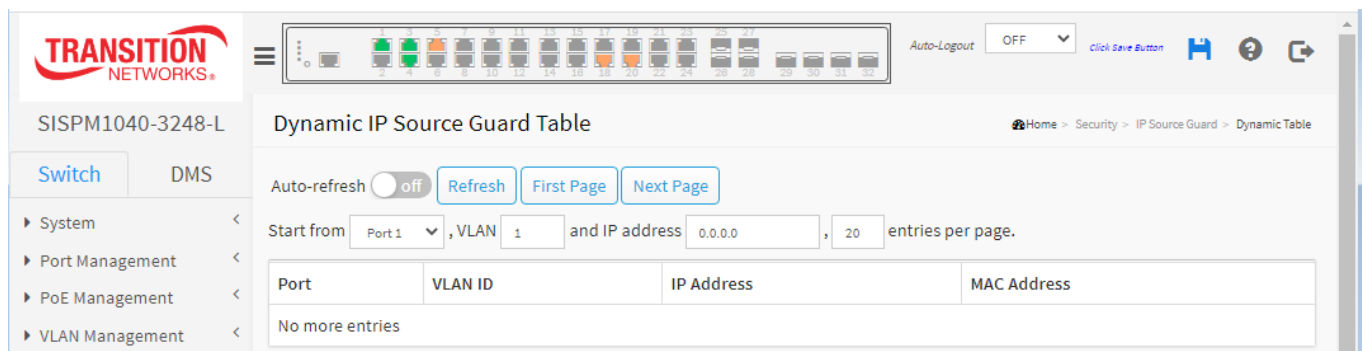 TRANSITION
NETWORKS®
1 3 5 7 9 11 13 15 17 19 21 23 25 27
2 4 6 8 10 12 14 16 18 20 22 24 26 28 29 30 31 32
Auto-Logout OFF Click Save Button
SISPM1040-3248-L
Dynamic IP Source Guard Table
Home > Security > IP Source Guard > Dynamic Table
Switch DMS
Auto-refresh off Refresh First Page Next Page
System
Start from Port 1 , VLAN 1 and IP address 0.0.0.0 , 20 entries per page.
Port Management
Port VLAN ID IP Address MAC Address
PoE Management
No more entries
VLAN Management